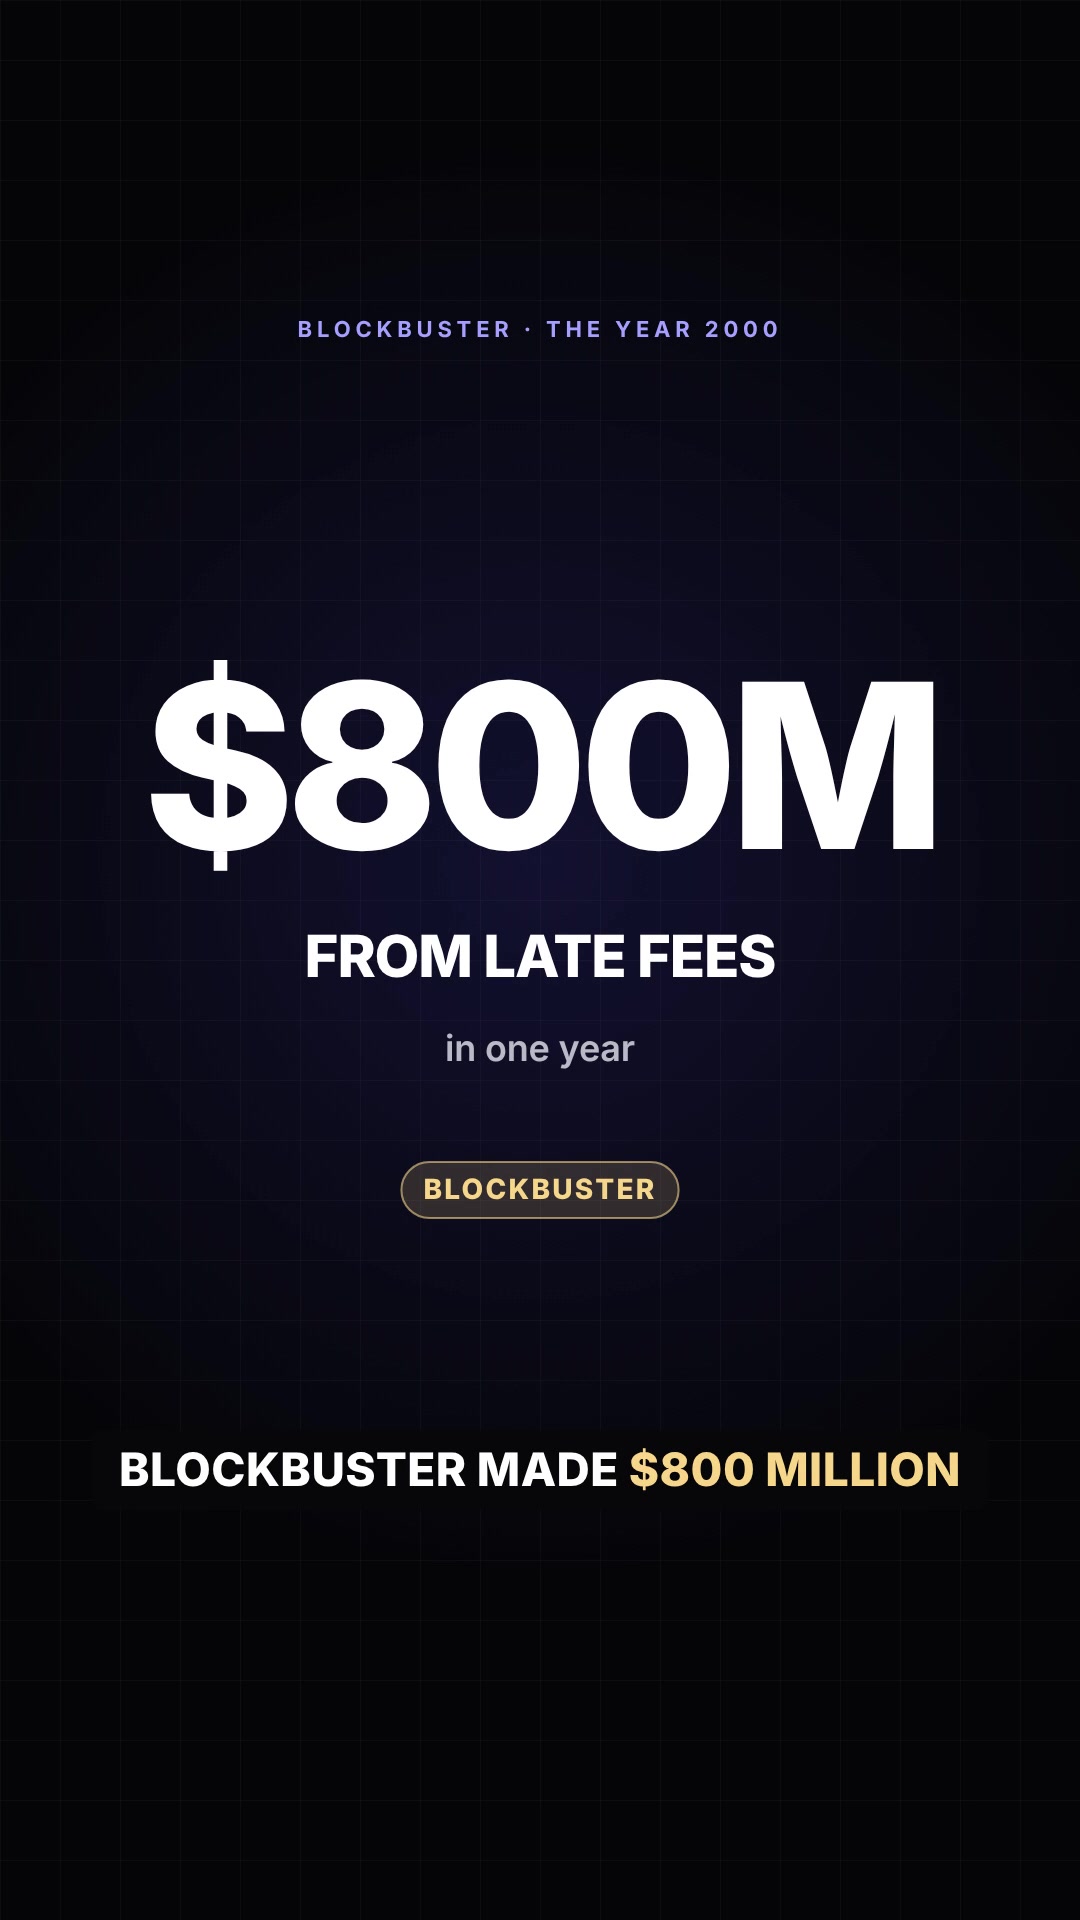 BLOCKBUSTER · THE YEAR 2000
$800M
FROM LATE FEES
in one year
BLOCKBUSTER
BLOCKBUSTER MADE $800 MILLION